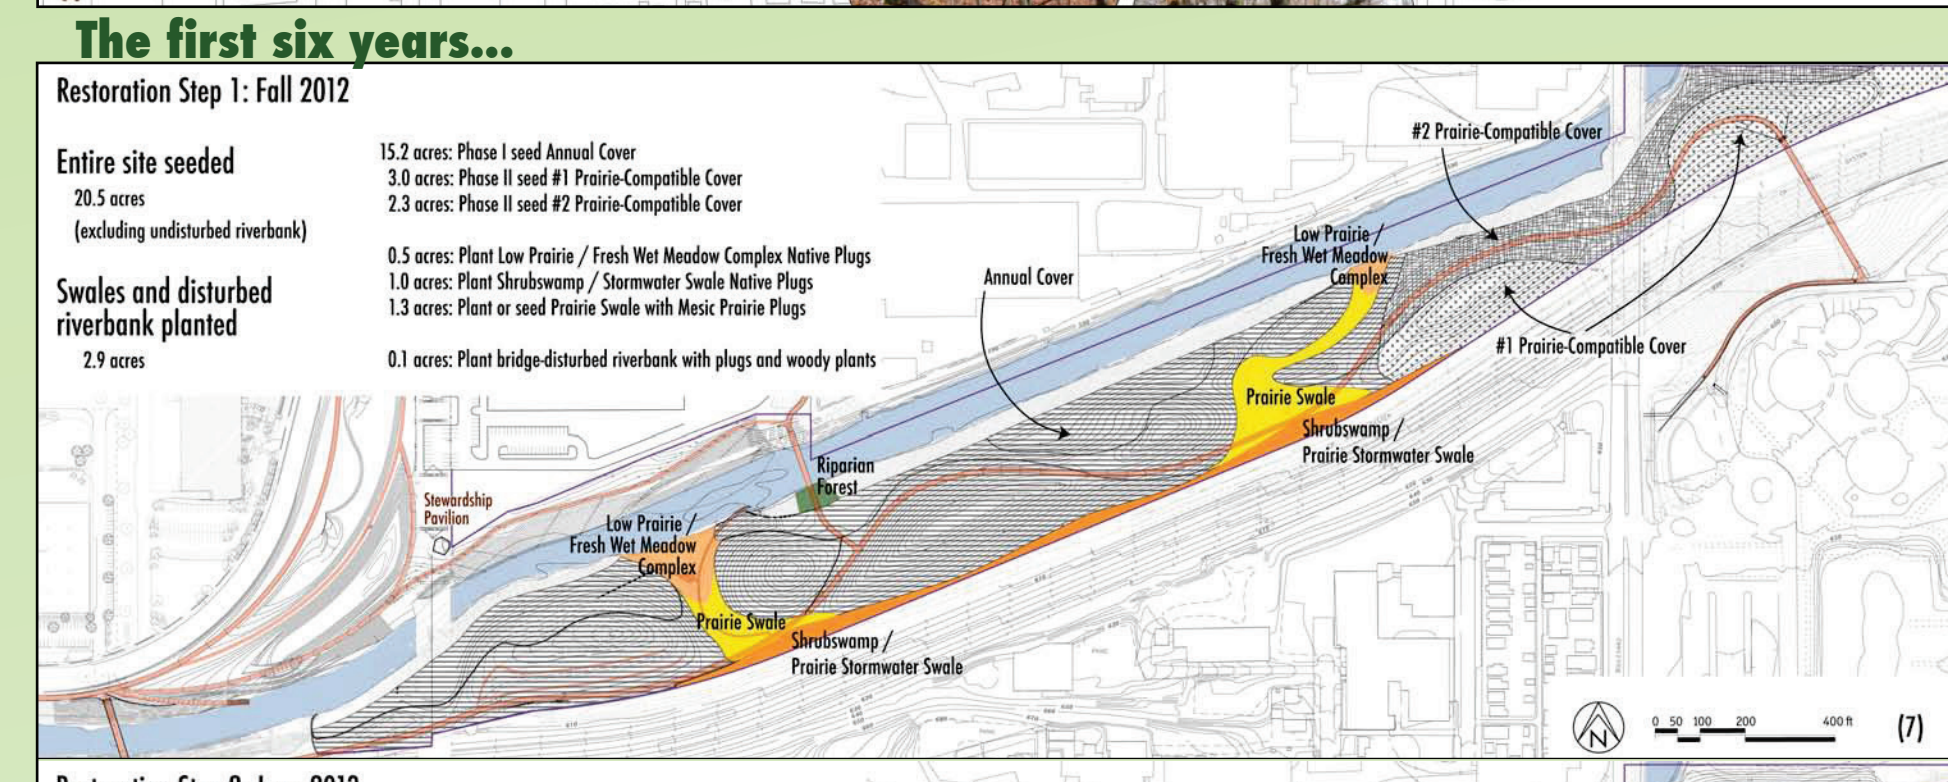 The first six years...
Restoration Step 1: Fall 2012
Entire site seeded
20.5 acres
(excluding undisturbed riverbank)
Swales and disturbed
riverbank planted
2.9 acres
15.2 acres: Phase I seed Annual Cover
3.0 acres: Phase II seed #1 Prairie-Compatible Cover
2.3 acres: Phase II seed #2 Prairie-Compatible Cover
0.5 acres: Plant Low Prairie / Fresh Wet Meadow Complex Native Plugs
1.0 acres: Plant Shrubswamp / Stormwater Swale Native Plugs
1.3 acres: Plant or seed Prairie Swale with Mesic Prairie Plugs
0.1 acres: Plant bridge-disturbed riverbank with plugs and woody plants
#2 Prairie-Compatible Cover
Low Prairie /
Fresh Wet Meadow
Complex
Annual Cover
#1 Prairie-Compatible Cover
Prairie Swale
Shrubswamp /
Prairie Stormwater Swale
Riparian
Forest
Stewardship
Pavilion
Low Prairie /
Fresh Wet Meadow
Complex
Prairie Swale
Shrubswamp /
Prairie Stormwater Swale
N
0 50 100 200 400 ft
(7)